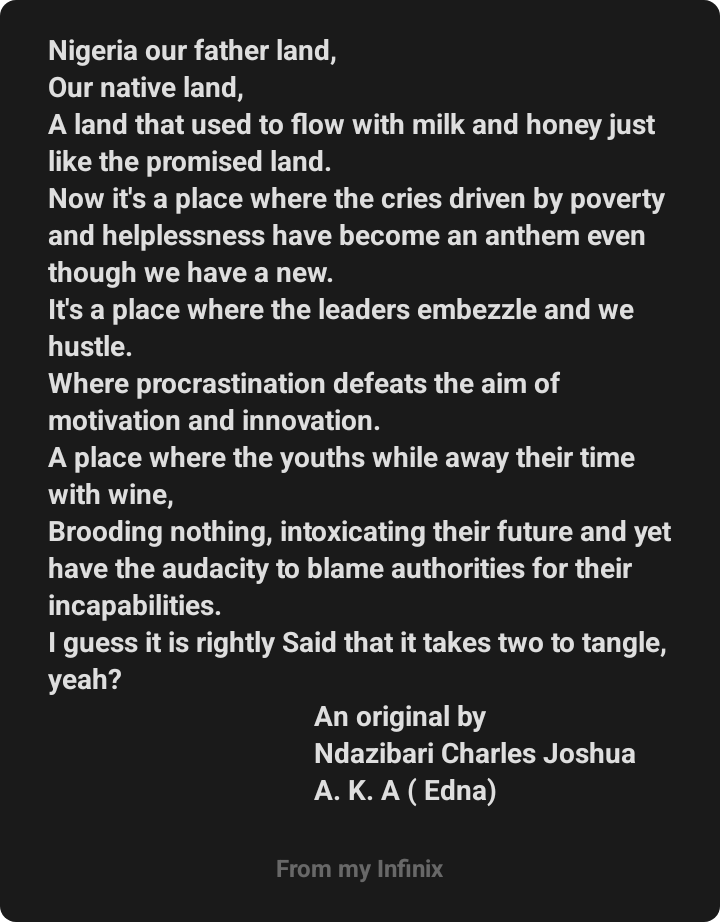 Nigeria our father land,
Our native land,
A land that used to flow with milk and honey just
like the promised land.
Now it's a place where the cries driven by poverty
and helplessness have become an anthem even
though we have a new.
It's a place where the leaders embezzle and we
hustle.
Where procrastination defeats the aim of
motivation and innovation.
A place where the youths while away their time
with wine,
Brooding nothing, intoxicating their future and yet
have the audacity to blame authorities for their
incapabilities.
I guess it is rightly Said that it takes two to tangle,
yeah?
An original by
Ndazibari Charles Joshua
A. K. A ( Edna)
From my Infinix